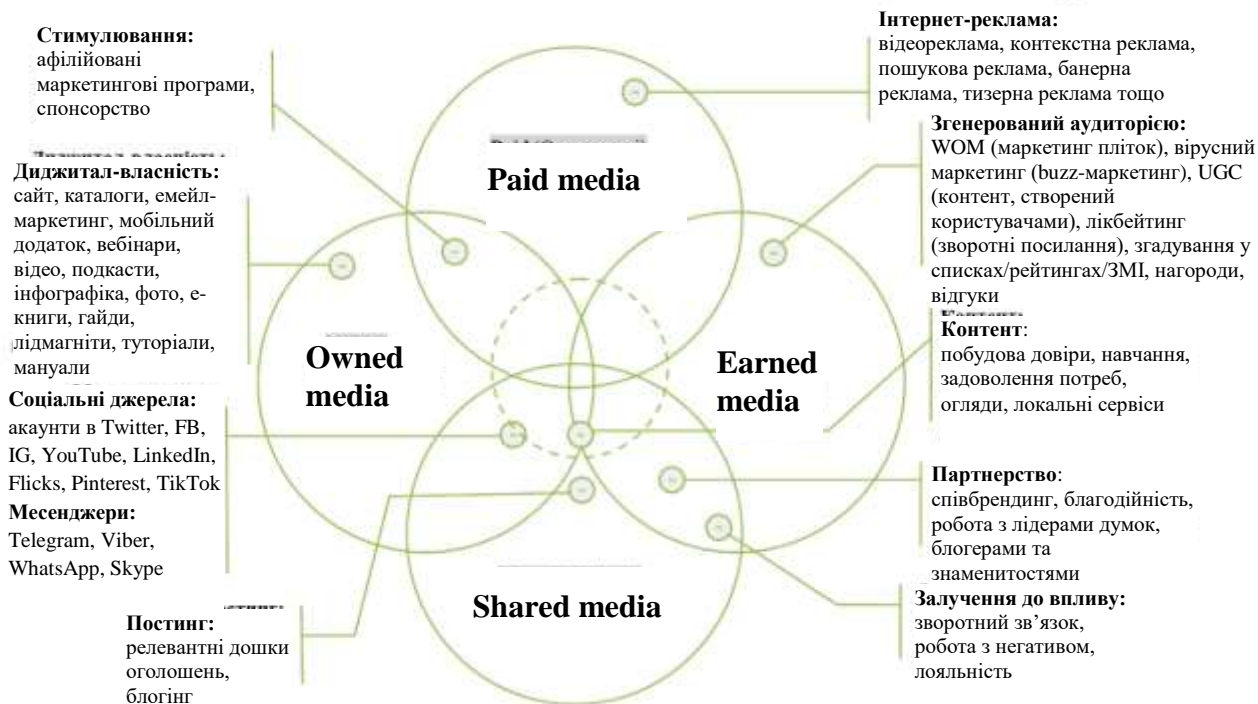 Стимулювання:
афілійовані
маркетингові програми,
спонсорство
Диджитал-власність:
сайт, каталоги, емейл-
маркетинг, мобільний
додаток, вебінари,
відео, подкасти,
інфографіка, фото, е-
книги, гайди,
лідмагніти, туторіали,
мануали
Соціальні джерела:
акаунти в Twitter, FB,
IG, YouTube, LinkedIn,
Flicks, Pinterest, TikTok
Месенджери:
Telegram, Viber,
WhatsApp, Skype
Постинг:
релевантні дошки
оголошень,
блогінг
Paid media
Owned
media
Earned
media
Shared media
Інтернет-реклама:
відеореклама, контекстна реклама,
пошукова реклама, банерна
реклама, тизерна реклама тощо
Згенерований аудиторією:
WOM (маркетинг пліток), вірусний
маркетинг (buzz-маркетинг), UGC
(контент, створений
користувачами), лікбейтинг
(зворотні посилання), згадування у
списках/рейтингах/ЗМІ, нагороди,
відгуки
Контент:
побудова довіри, навчання,
задоволення потреб,
огляди, локальні сервіси
Партнерство:
співбрендинг, благодійність,
робота з лідерами думок,
блогерами та
знаменитостями
Залучення до впливу:
зворотний зв’язок,
робота з негативом,
лояльність